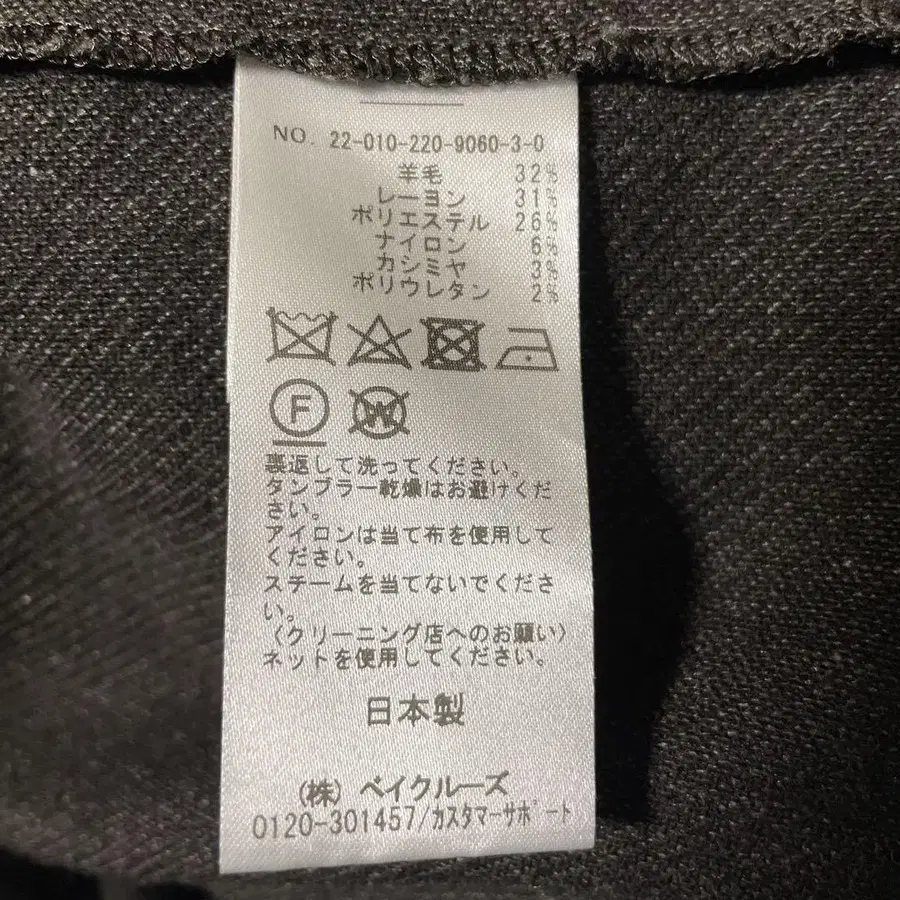 NO. 22-010-220-9060-3-0
羊毛 32%
レーヨン 31%
ポリエステル 26%
ナイロン 6%
カシミヤ 3%
ポリウレタン 2%
F W
裏返して洗ってください。
タンブラー乾燥はお避けくだ
さい。
アイロンは当て布を使用して
ください。
スチームを当てないでくださ
い。
〈クリーニング店へのお願い〉
ネットを使用してください。
日本製
(株) ベイクルーズ
0120-301457/カスタマーサポート